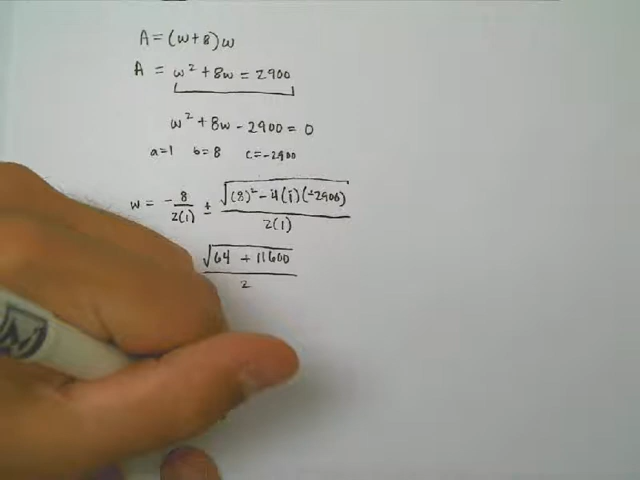 A = (w+8)w
A = w² + 8w = 2900
w² + 8w - 2900 = 0
a=1 b=8 c=-2900
w = -8/2(1) ± √(8)² - 4(1)(-2900)/2(1)
√64 + 11600/2